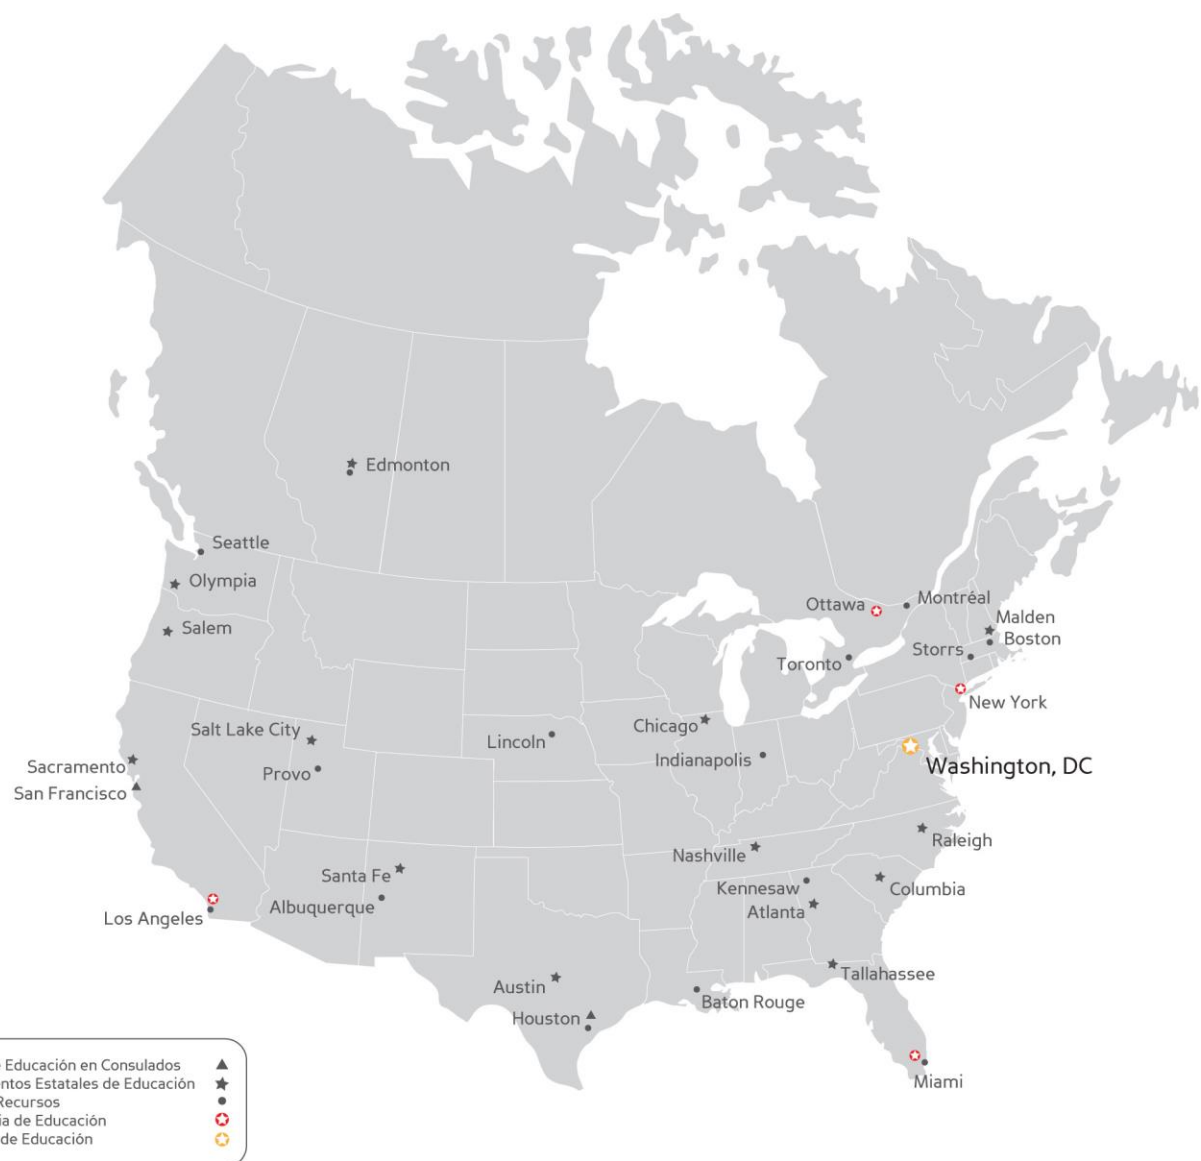 Edmonton
Seattle
Olympia
Salem
Ottawa
Montréal
Malden
Boston
Storrs
Toronto
New York
Salt Lake City
Chicago
Lincoln
Indianapolis
Provo
Sacramento
San Francisco
Washington, DC
Raleigh
Nashville
Santa Fe
Kennesaw
Columbia
Albuquerque
Atlanta
Los Angeles
Tallahassee
Austin
Baton Rouge
Houston
Miami
Educación en Consulados
Estatales de Educación
Recursos
de Educación
de Educación